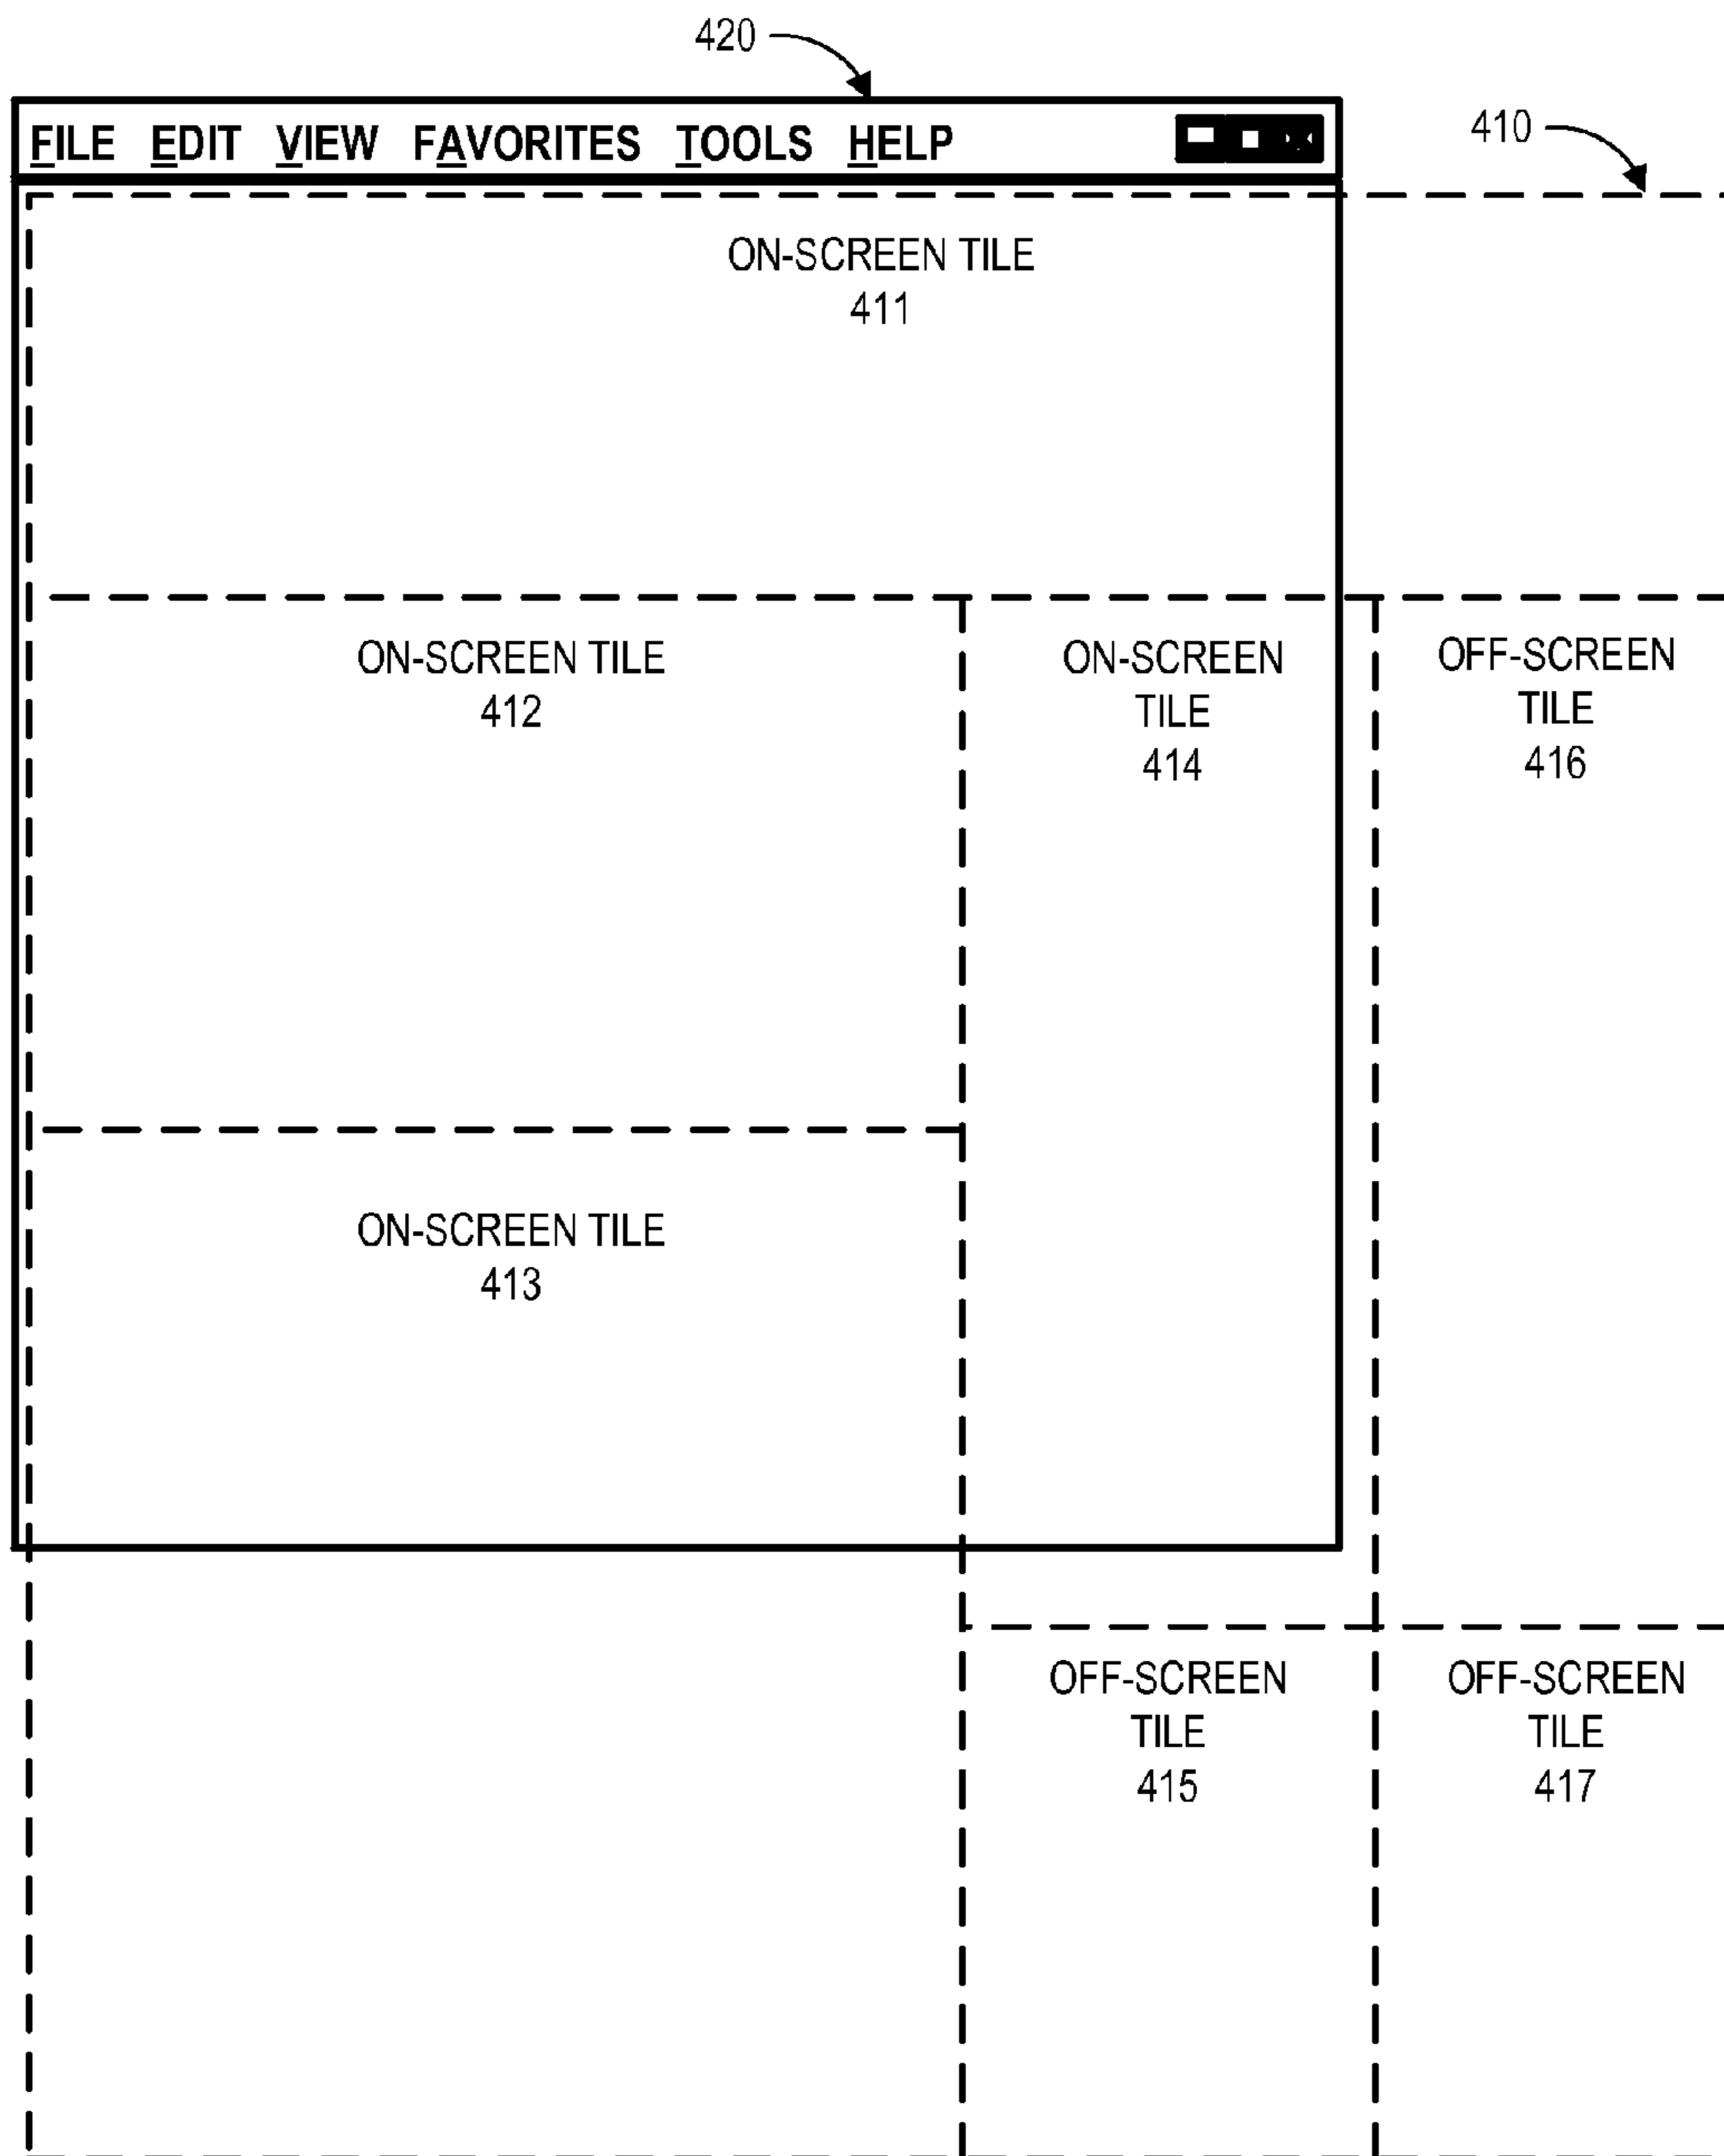 420
410
FILE EDIT VIEW FAVORITES TOOLS HELP
ON-SCREEN TILE
411
ON-SCREEN TILE
412
ON-SCREEN
TILE
414
OFF-SCREEN
TILE
416
ON-SCREEN TILE
413
OFF-SCREEN
TILE
415
OFF-SCREEN
TILE
417